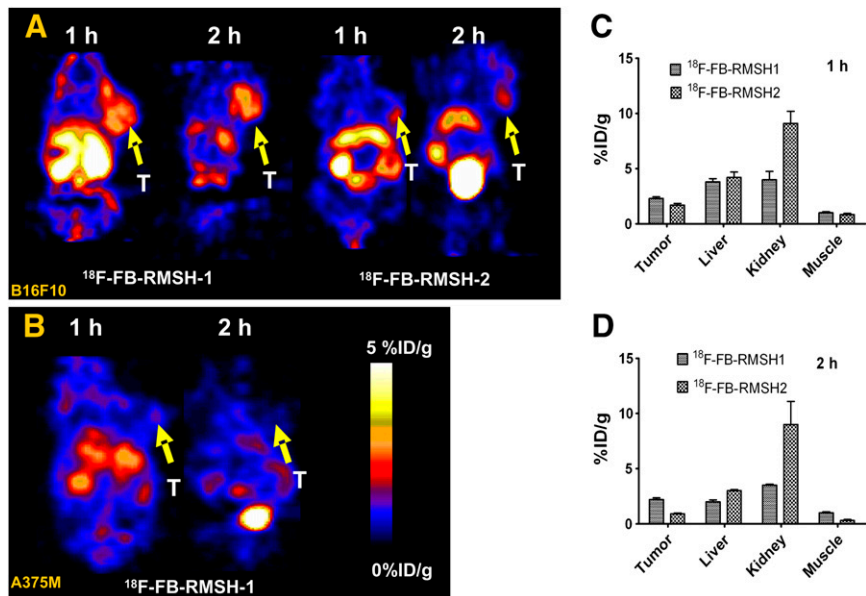 A
1 h
2 h
1 h
2 h
T
T
T
T
¹⁸F-FB-RMSH-1
¹⁸F-FB-RMSH-2
B16F10
B
1 h
2 h
5 %ID/g
T
T
0%ID/g
A375M
¹⁸F-FB-RMSH-1
C
15
10
5
0
%ID/g
¹⁸F-FB-RMSH1
¹⁸F-FB-RMSH2
1 h
Tumor
Liver
Kidney
Muscle
D
15
10
5
0
%ID/g
¹⁸F-FB-RMSH1
¹⁸F-FB-RMSH2
2 h
Tumor
Liver
Kidney
Muscle